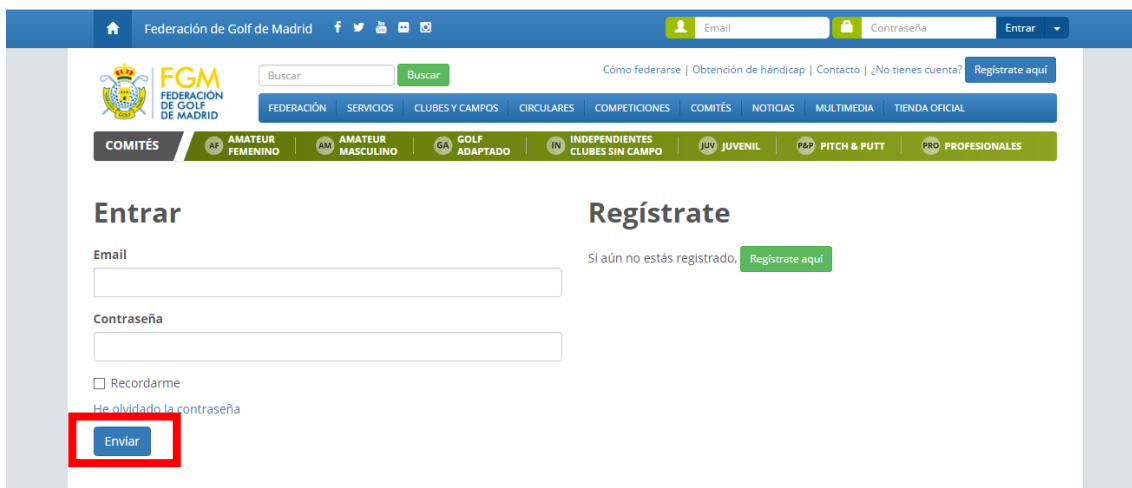 Federación de Golf de Madrid
Email
Contraseña
Entrar
FGM
FEDERACIÓN
DE GOLF
DE MADRID
GOLF
Buscar
Buscar
Cómo federarse | Obtención de hándicap | Contacto | ¿No tienes cuenta? Regístrate aquí
FEDERACIÓN SERVICIOS CLUBES Y CAMPOS CIRCULARES COMPETICIONES COMITÉS NOTICIAS MULTIMEDIA TIENDA OFICIAL
COMITÉS
AF AMATEUR FEMENINO
AM AMATEUR MASCULINO
GA GOLF ADAPTADO
IN INDEPENDIENTES CLUBES SIN CAMPO
JUV JUVENIL
P&P PITCH & PUTT
PRO PROFESIONALES
Entrar
Email
Contraseña
Recordarme
He olvidado la contraseña
Enviar
Regístrate
Si aún no estás registrado, Regístrate aquí